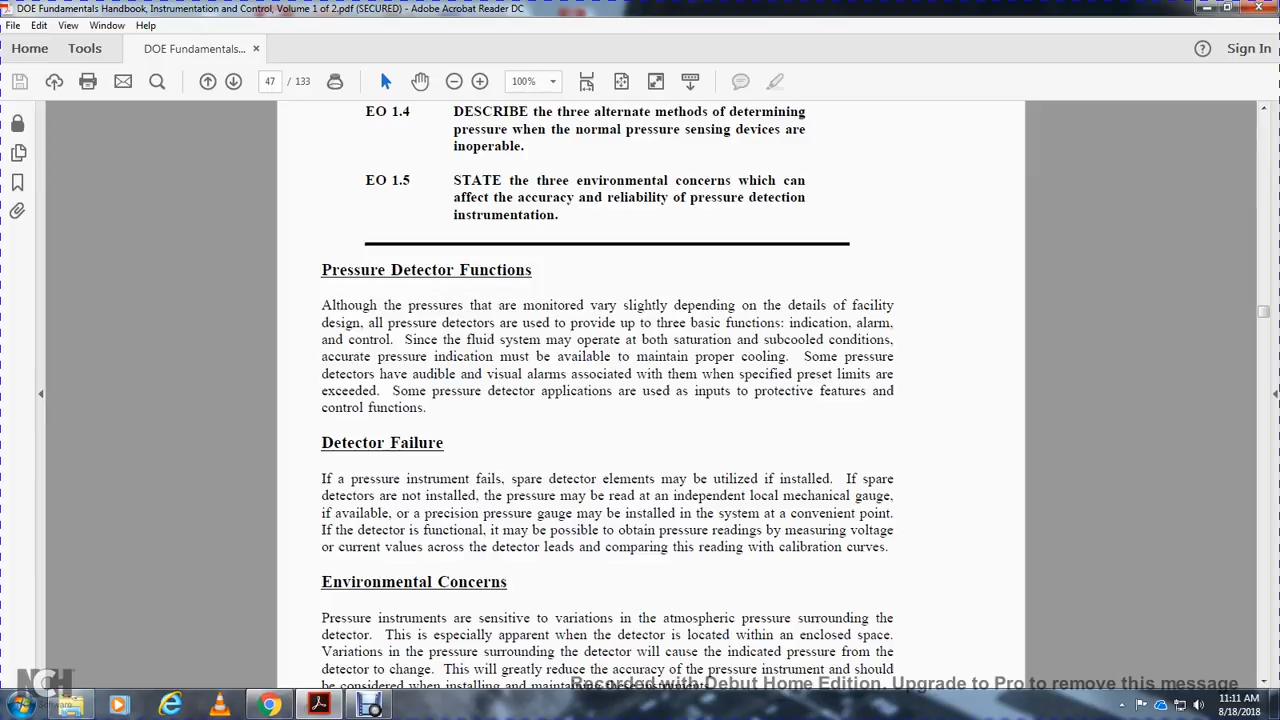 DOE Fundamentals Handbook, Instrumentation and Control, Volume 1 of 2.pdf (SECURED) - Adobe Acrobat Reader DC
File Edit View Window Help
Home Tools DOE Fundamentals... × Sign In
47 / 133 100%
EO 1.4 DESCRIBE the three alternate methods of determining
pressure when the normal pressure sensing devices are
inoperable.
EO 1.5 STATE the three environmental concerns which can
affect the accuracy and reliability of pressure detection
instrumentation.
Pressure Detector Functions
Although the pressures that are monitored vary slightly depending on the details of facility
design, all pressure detectors are used to provide up to three basic functions: indication, alarm,
and control. Since the fluid system may operate at both saturation and subcooled conditions,
accurate pressure indication must be available to maintain proper cooling. Some pressure
detectors have audible and visual alarms associated with them when specified preset limits are
exceeded. Some pressure detector applications are used as inputs to protective features and
control functions.
Detector Failure
If a pressure instrument fails, spare detector elements may be utilized if installed. If spare
detectors are not installed, the pressure may be read at an independent local mechanical gauge,
if available, or a precision pressure gauge may be installed in the system at a convenient point.
If the detector is functional, it may be possible to obtain pressure readings by measuring voltage
or current values across the detector leads and comparing this reading with calibration curves.
Environmental Concerns
Pressure instruments are sensitive to variations in the atmospheric pressure surrounding the
detector. This is especially apparent when the detector is located within an enclosed space.
Variations in the pressure surrounding the detector will cause the indicated pressure from the
detector to change. This will greatly reduce the accuracy of the pressure instrument and should
be considered when installing and
Recorded with Debut Home Edition. Upgrade to Pro to remove this message
NCH
Software
11:11 AM
8/18/2018